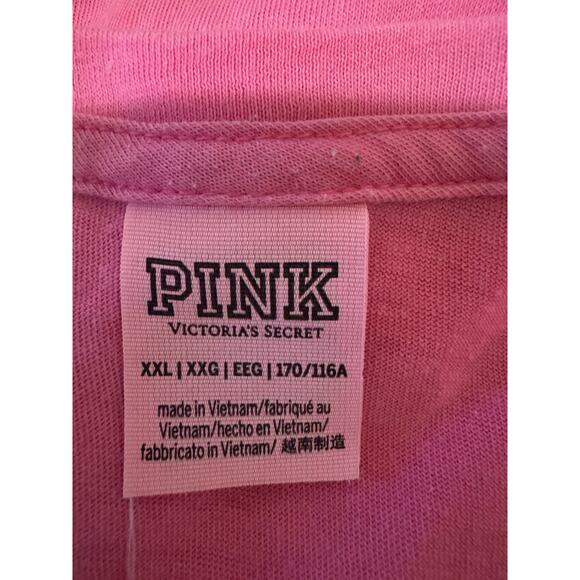 PINK
VICTORIA'S SECRET
XXL | XXG | EEG | 170/116A
made in Vietnam/fabriqué au
Vietnam/hecho en Vietnam/
fabbricato in Vietnam/ 越南制造